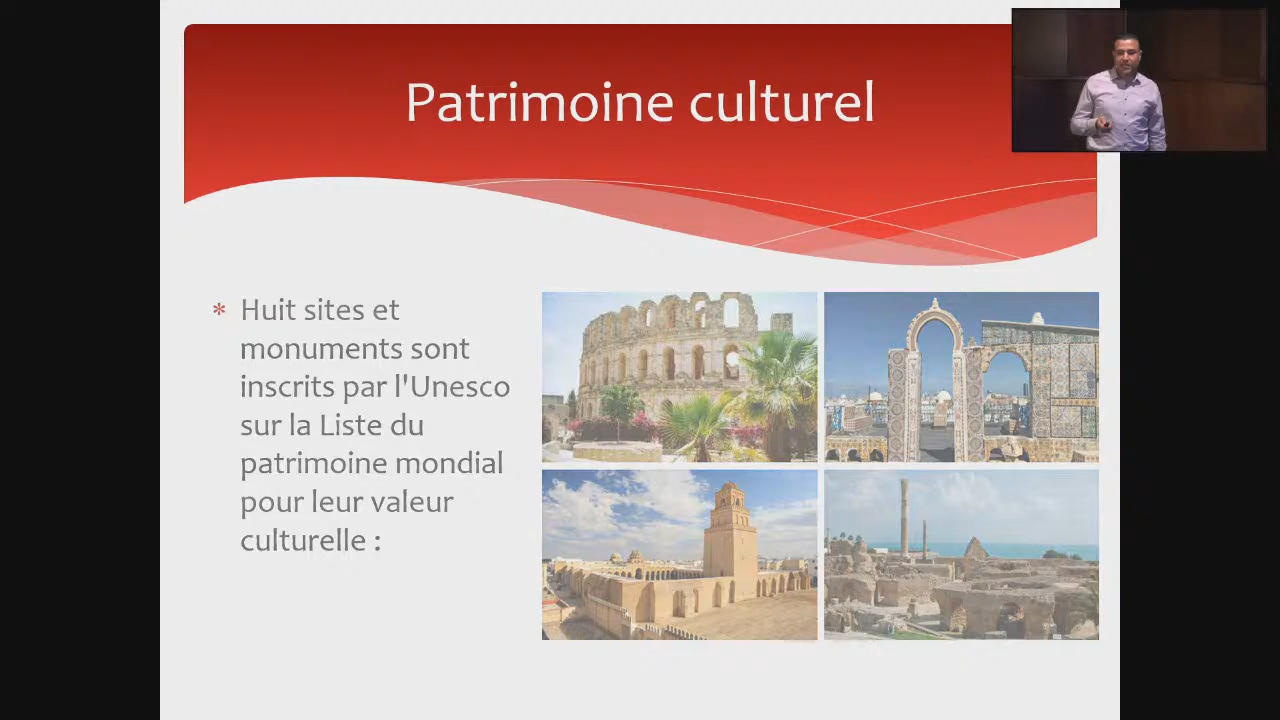 Patrimoine culturel
Huit sites et
monuments sont
inscrits par l'Unesco
sur la Liste du
patrimoine mondial
pour leur valeur
culturelle :